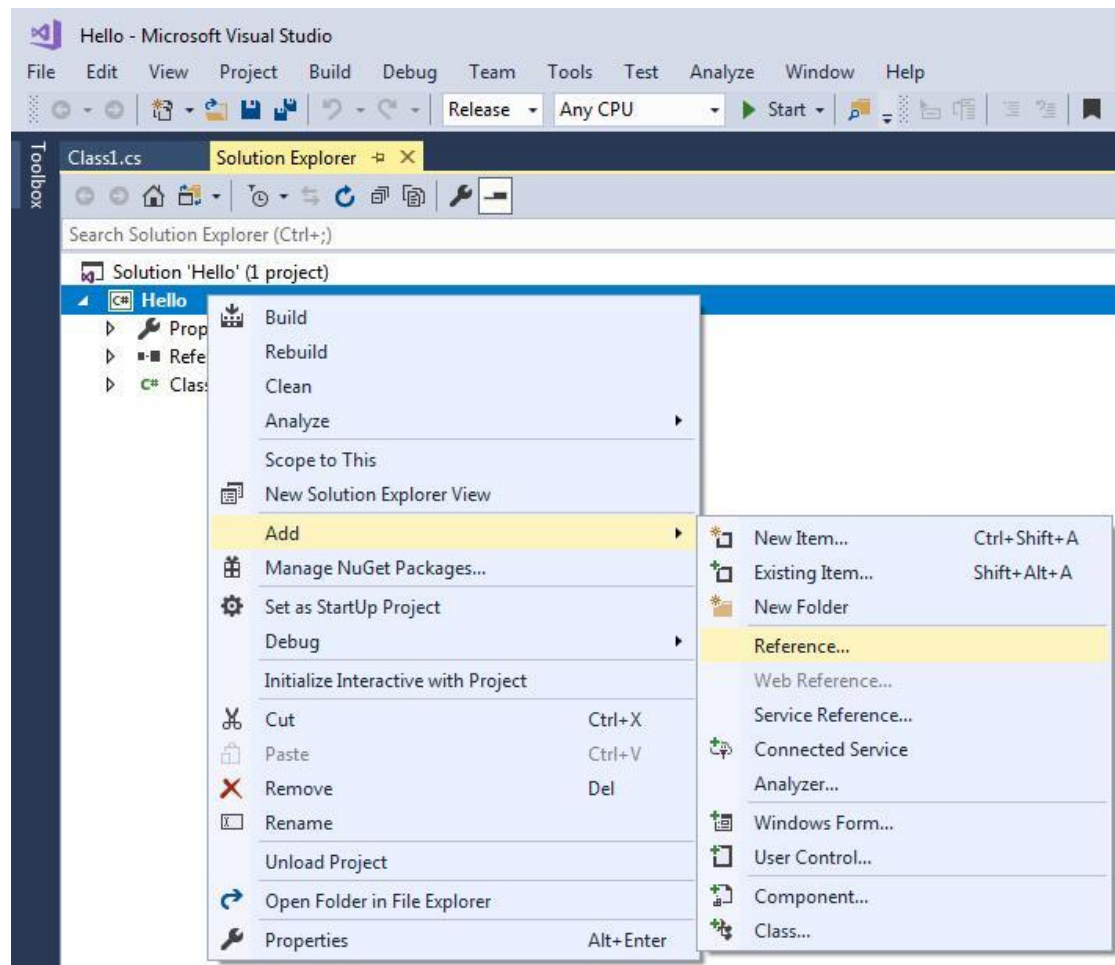 Hello - Microsoft Visual Studio
File Edit View Project Build Debug Team Tools Test Analyze Window Help
Release Any CPU Start
Toolbox
Class1.cs Solution Explorer
Search Solution Explorer (Ctrl+;)
Solution 'Hello' (1 project)
C# Hello
Prop
Refe
C# Clas
Build
Rebuild
Clean
Analyze
Scope to This
New Solution Explorer View
Add
Manage NuGet Packages...
Set as StartUp Project
Debug
Initialize Interactive with Project
Cut Ctrl+X
Paste Ctrl+V
Remove Del
Rename
Unload Project
Open Folder in File Explorer
Properties Alt+Enter
New Item... Ctrl+Shift+A
Existing Item... Shift+Alt+A
New Folder
Reference...
Web Reference...
Service Reference...
Connected Service
Analyzer...
Windows Form...
User Control...
Component...
Class...